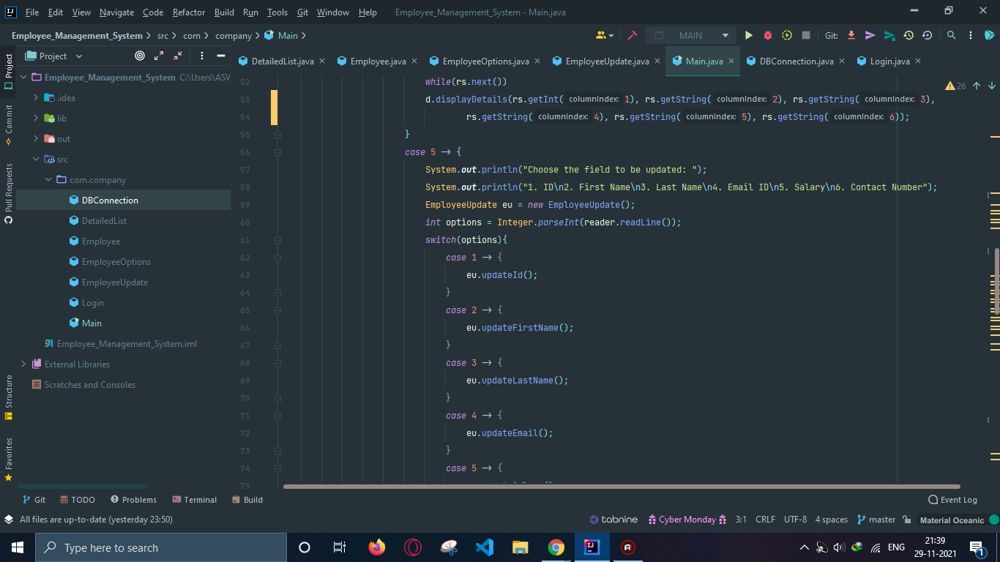 File Edit View Navigate Code Refactor Build Run Tools Git Window Help Employee_Management_System - Main.java
Employee_Management_System > src > com > company > Main > MAIN Git:
Project
DetailedList.java × Employee.java × EmployeeOptions.java × EmployeeUpdate.java × Main.java × DBConnection.java × Login.java ×
Employee_Management_System C:\Users\ASV
.idea
lib
out
src
com.company
DBConnection
DetailedList
Employee
EmployeeOptions
EmployeeUpdate
Login
Main
Employee_Management_System.iml
External Libraries
Scratches and Consoles
Project
Commit
Pull Requests
Structure
Favorites
26
52 while(rs.next())
53 d.displayDetails(rs.getInt( columnIndex: 1), rs.getString( columnIndex: 2), rs.getString( columnIndex: 3),
54 rs.getString( columnIndex: 4), rs.getString( columnIndex: 5), rs.getString( columnIndex: 6));
55 }
56 case 5 → {
57 System.out.println("Choose the field to be updated: ");
58 System.out.println("1. ID\n2. First Name\n3. Last Name\n4. Email ID\n5. Salary\n6. Contact Number");
59 EmployeeUpdate eu = new EmployeeUpdate();
60 int options = Integer.parseInt(reader.readLine());
61 switch(options){
62 case 1 → {
63 eu.updateId();
64 }
65 case 2 → {
66 eu.updateFirstName();
67 }
68 case 3 → {
69 eu.updateLastName();
70 }
71 case 4 → {
72 eu.updateEmail();
73 }
74 case 5 → {
75
Git TODO Problems Terminal Build Event Log
All files are up-to-date (yesterday 23:50) tabnine Cyber Monday 3:1 CRLF UTF-8 4 spaces master Material Oceanic
Type here to search
ENG
21:39
29-11-2021
1